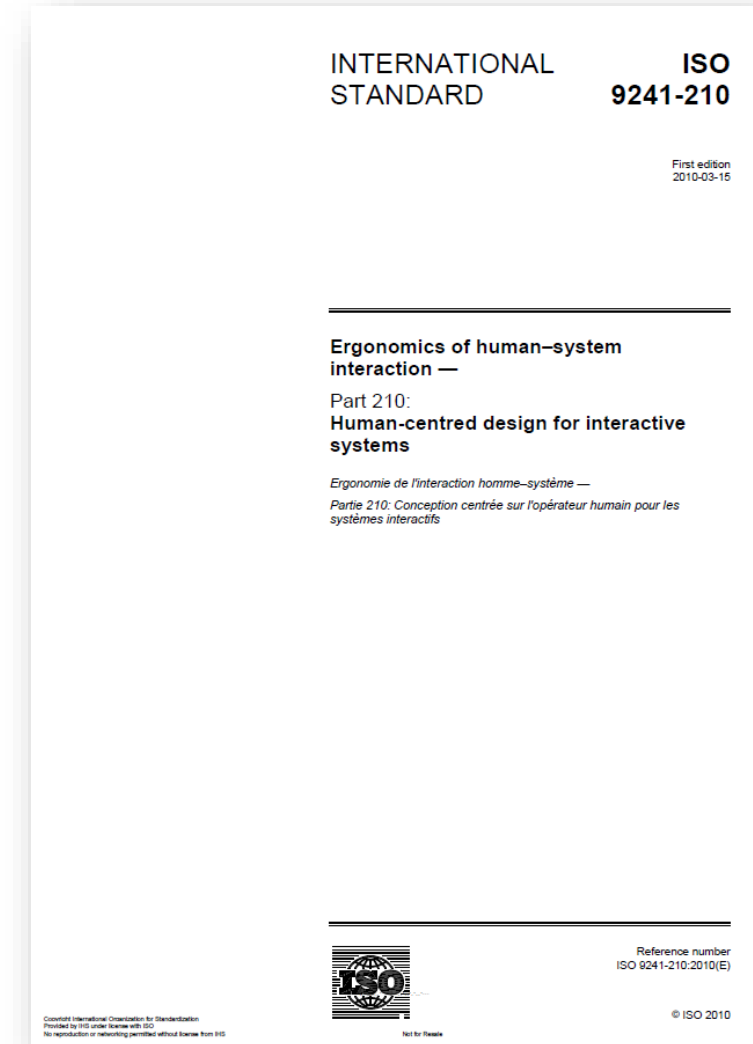 INTERNATIONAL
STANDARD
ISO
9241-210
First edition
2010-03-15
Ergonomics of human–system
interaction —
Part 210:
Human-centred design for interactive
systems
Ergonomie de l'interaction homme–système —
Partie 210: Conception centrée sur l'opérateur humain pour les
systèmes interactifs
ISO
Reference number
ISO 9241-210:2010(E)
© ISO 2010
Copyright International Organization for Standardization
Provided by IHS under license with ISO
No reproduction or networking permitted without license from IHS
Not for Resale